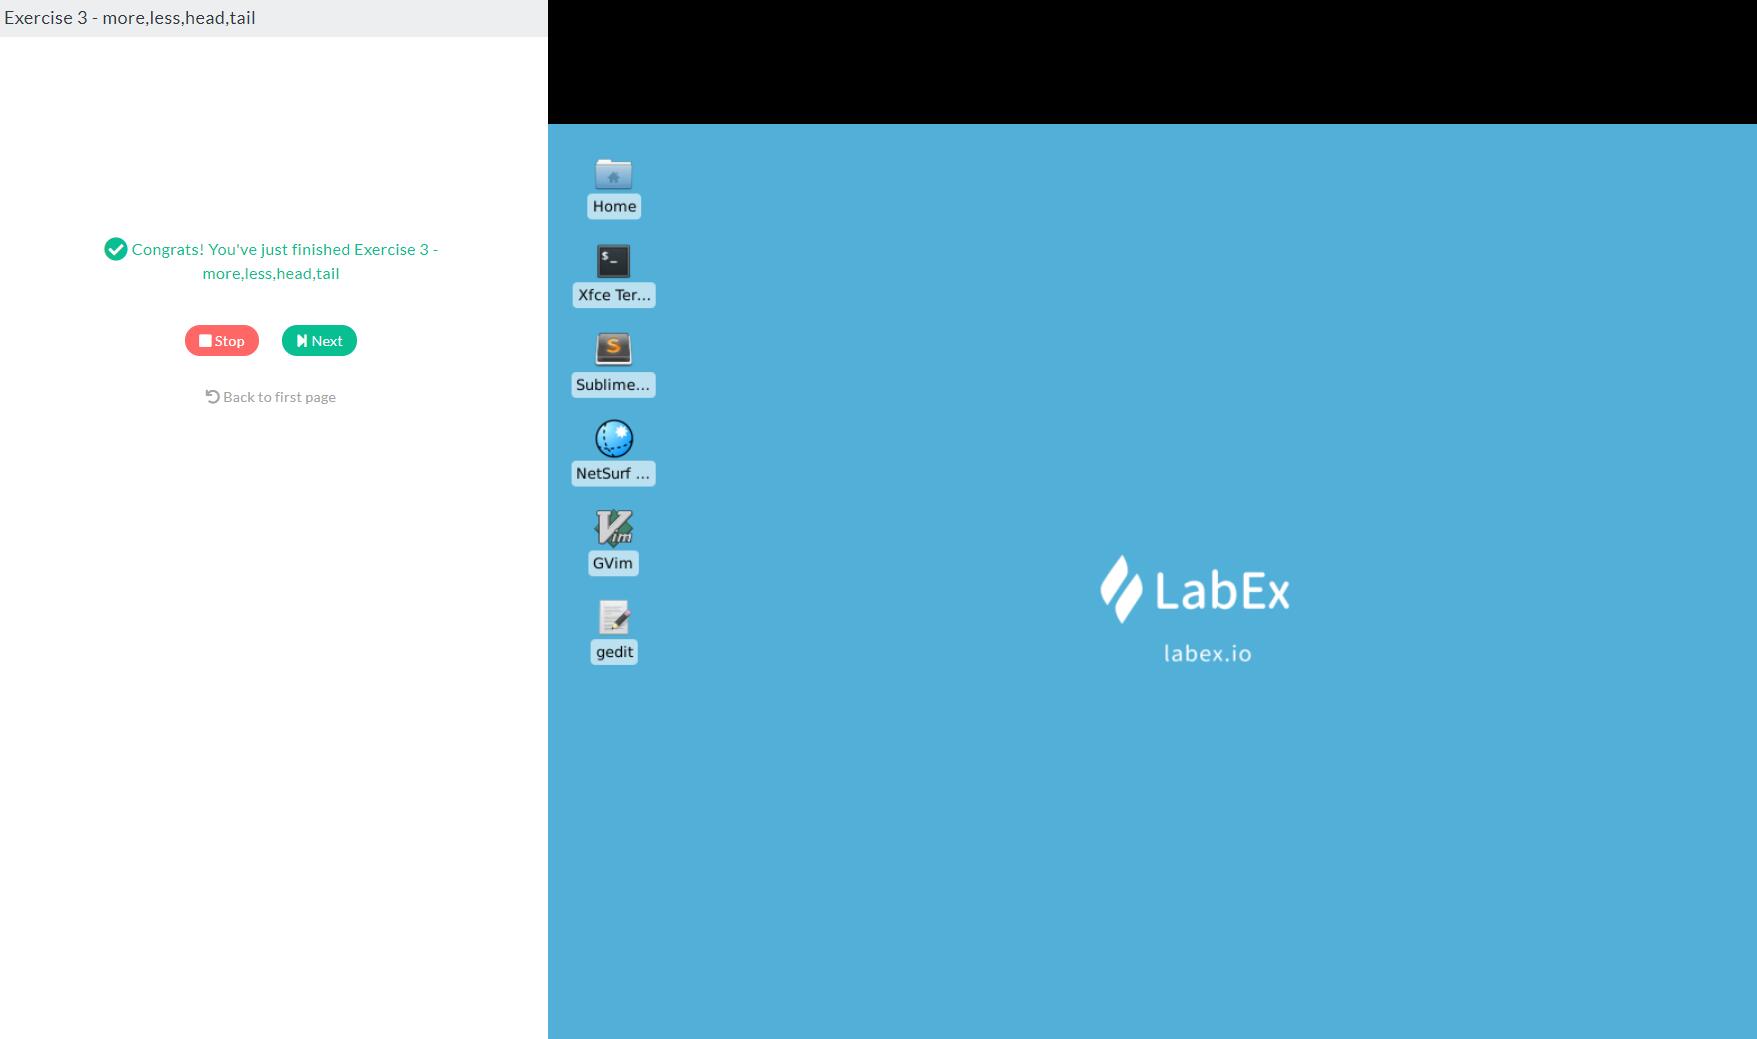 Exercise 3 - more,less,head,tail
Congrats! You've just finished Exercise 3 -
more,less,head,tail
Stop
Next
Back to first page
Home
$_
Xfce Ter...
S
Sublime...
NetSurf ...
Vim
GVim
gedit
LabEx
labex.io